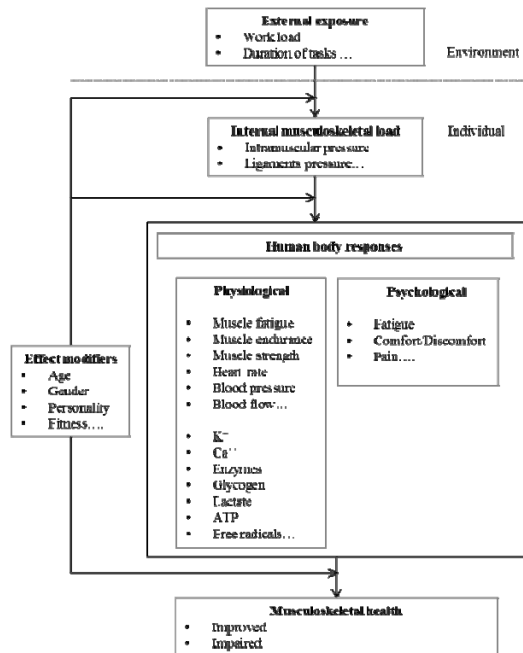 External exposure
• Work load
• Duration of tasks …
Environment
Internal musculoskeletal load
• Intramuscular pressure
• Ligaments pressure…
Individual
Human body responses
Physiological
• Muscle fatigue
• Muscle endurance
• Muscle strength
• Heart rate
• Blood pressure
• Blood flow…
• K⁺
• Ca⁺⁺
• Enzymes
• Glycogen
• Lactate
• ATP
• Free radicals…
Psychological
• Fatigue
• Comfort/Discomfort
• Pain….
Effect modifiers
• Age
• Gender
• Personality
• Fitness….
Musculoskeletal health
• Improved
• Impaired